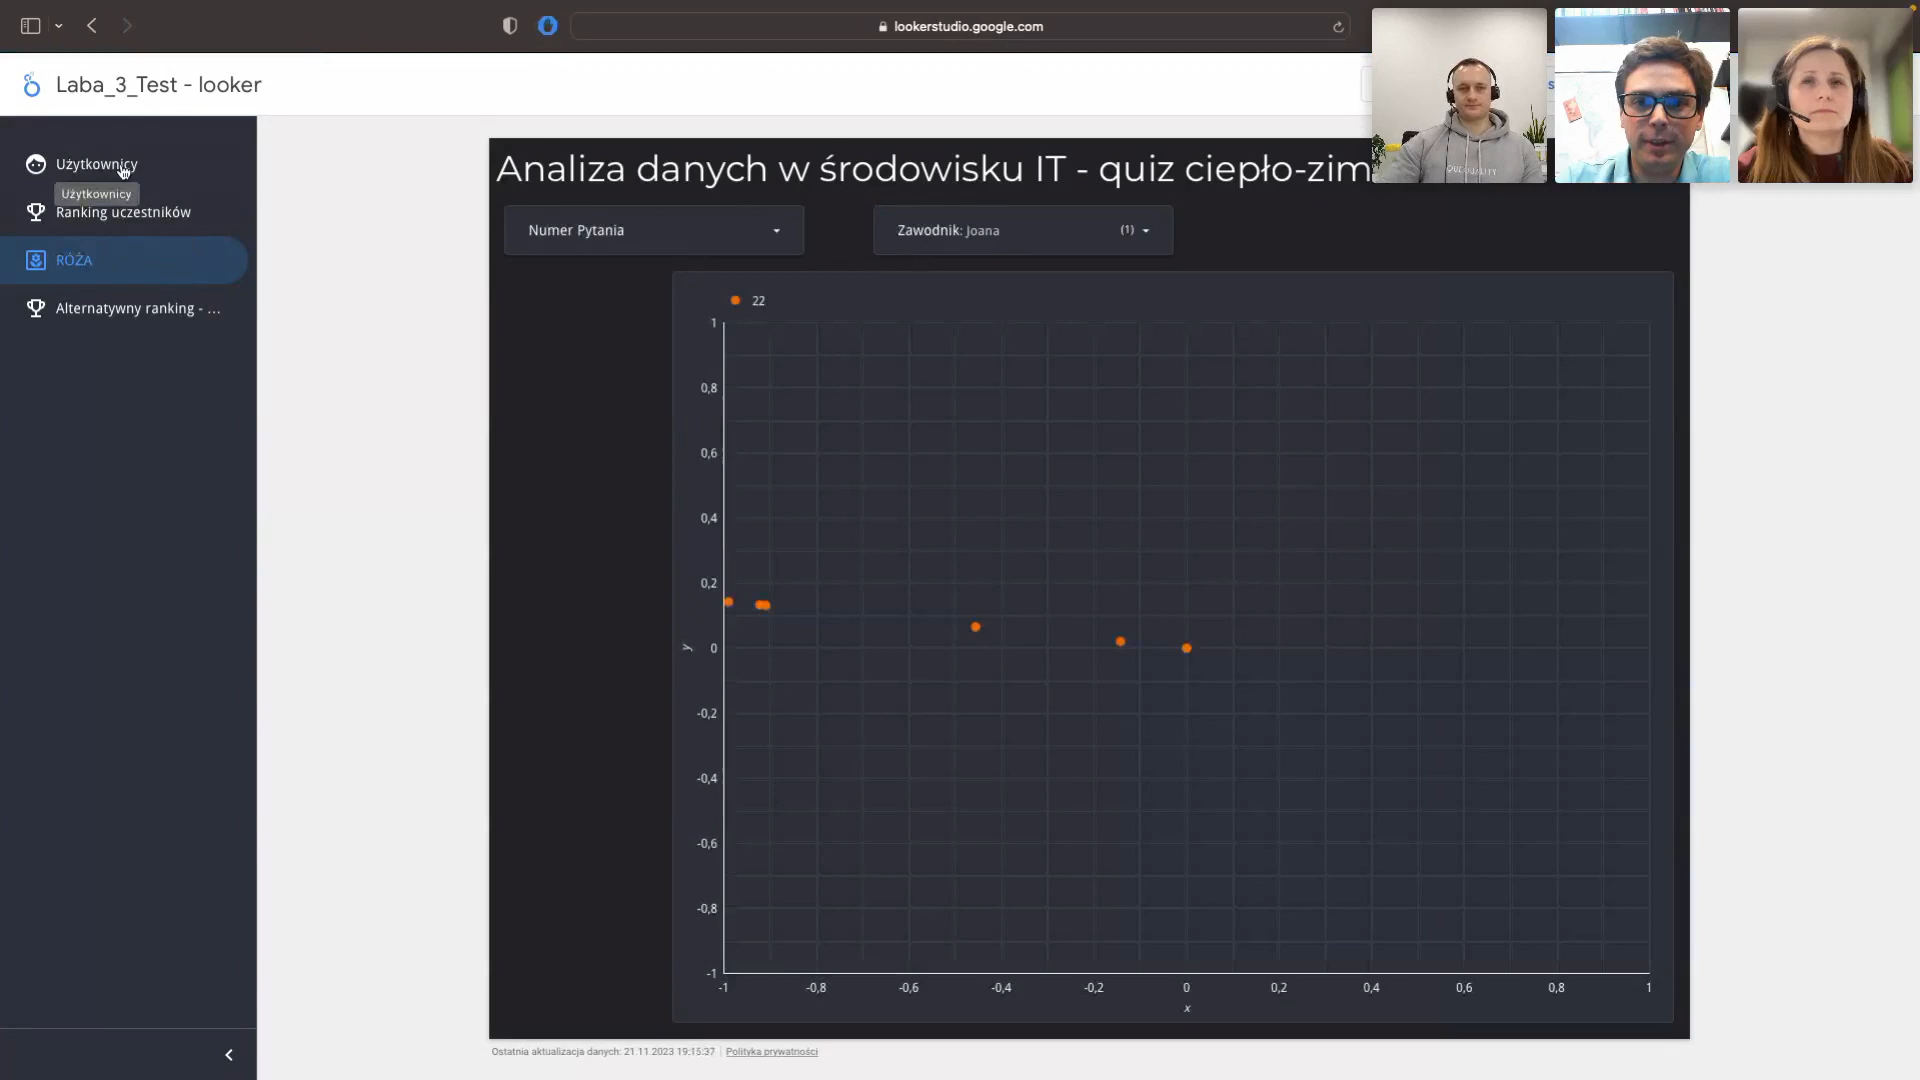 lookerstudio.google.com
Laba_3_Test - looker
Użytkownicy
Użytkownicy
Ranking uczestników
RÓŻA
Alternatywny ranking - ...
Analiza danych w środowisku IT - quiz ciepło-zim
Numer Pytania
Zawodnik: Joana (1)
22
1
0,8
0,6
0,4
0,2
0
-0,2
-0,4
-0,6
-0,8
-1
y
-1 -0,8 -0,6 -0,4 -0,2 0 0,2 0,4 0,6 0,8 1
x
Ostatnia aktualizacja danych: 21.11.2023 19:15:37 | Polityka prywatności